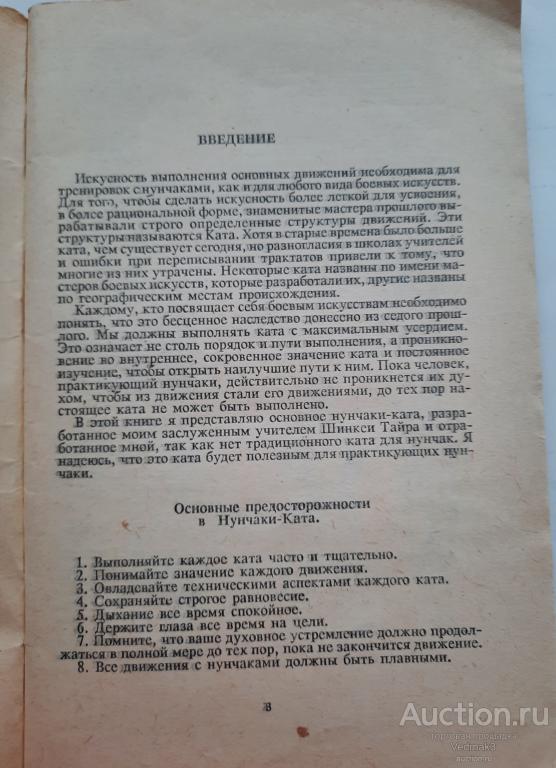 ВВЕДЕНИЕ
Искусность выполнения основных движений необходима для
тренировок с нунчаками, как и для любого вида боевых искусств.
Для того, чтобы сделать искусность более легкой для усвоения,
в более рациональной форме, знаменитые мастера прошлого вы-
рабатывали строго определенные структуры движений. Эти
структуры называются Ката. Хотя в старые времена было больше
ката, чем существует сегодня, но разногласия в школах учителей
и ошибки при переписывании трактатов привели к тому, что
многие из них утрачены. Некоторые ката названы по имени ма-
стеров боевых искусств, которые разработали их, другие названы
по географическим местам происхождения.
Каждому, кто посвящает себя боевым искусствам необходимо
понять, что это бесценное наследство донесено из седого прош-
лого. Мы должны выполнять ката с максимальным усердием.
Это означает не столь порядок и пути выполнения, а проникно-
вение во внутреннее, сокровенное значение ката и постоянное
изучение, чтобы открыть наилучшие пути к ним. Пока человек,
практикующий нунчаки, действительно не проникнется их ду-
хом, чтобы из движения стали его движениями, до тех пор на-
стоящее ката не может быть выполнено.
В этой книге я представляю основное нунчаки-ката, разра-
ботанное моим заслуженным учителем Шинкси Тайра и отра-
ботанное мной, так как нет традиционного ката для нунчак. Я
надеюсь, что это ката будет полезным для практикующих нун-
чаки.
Основные предосторожности
в Нунчаки-Ката.
1. Выполняйте каждое ката часто и тщательно.
2. Понимайте значение каждого движения.
3. Овладевайте техническими аспектами каждого ката.
4. Сохраняйте строгое равновесие.
5. Дыхание все время спокойное.
6. Держите глаза все время на цели.
7. Помните, что ваше духовное устремление должно продол-
жаться в полной мере до тех пор, пока не закончится движение.
8. Все движения с нунчаками должны быть плавными.
3
Auction.ru
торговая площадка
Vedmak3
auction.ru